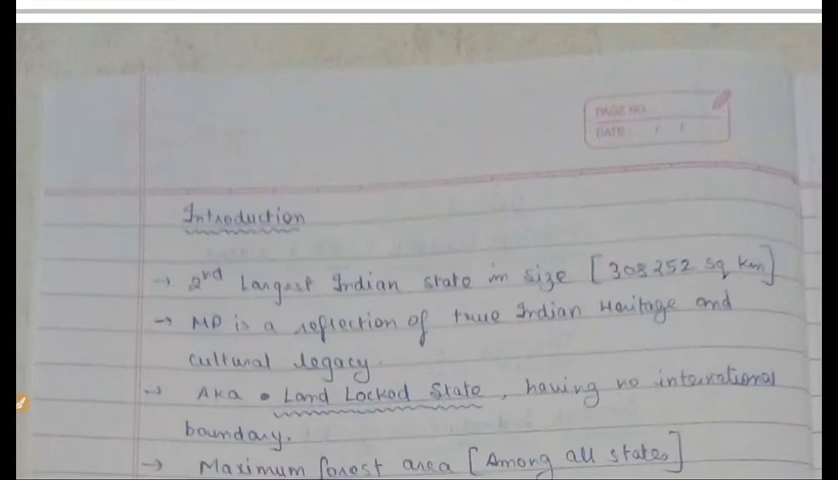 PAGE NO.
DATE: / /
Introduction
→ 2nd Largest Indian state in size [308252 sq km]
→ MP is a reflection of true Indian Heritage and
cultural legacy.
→ AKA • Land Locked State, having no international
boundary.
→ Maximum forest area [Among all states]